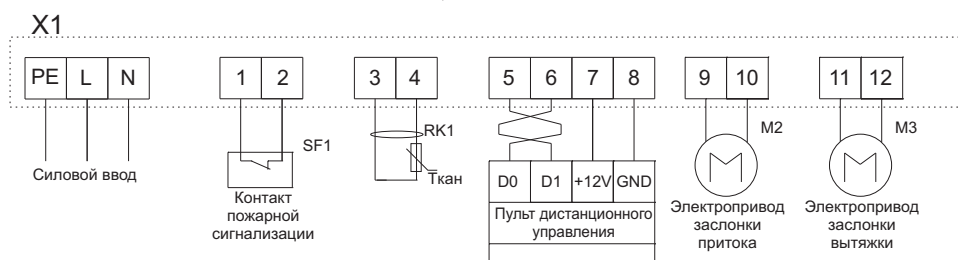 X1
PE L N 1 2 3 4 5 6 7 8 9 10 11 12
SF1
RK1
Ткан
M2
M3
M
M
Силовой ввод
Контакт
пожарной
сигнализации
D0 D1 +12V GND
Пульт дистанционного
управления
Электропривод
заслонки
притока
Электропривод
заслонки
вытяжки